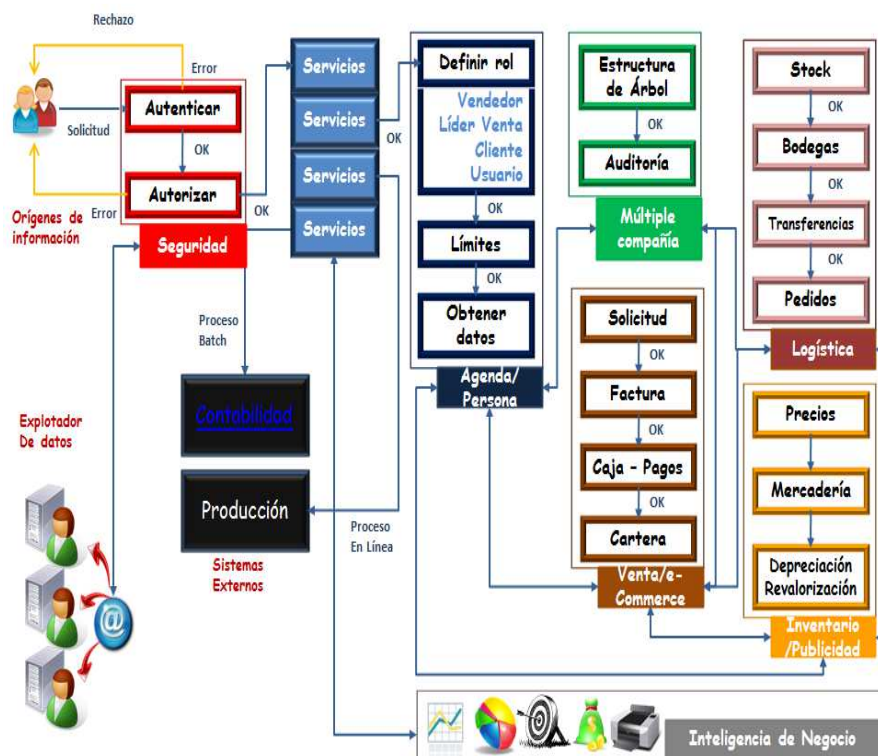 Rechazo
Error
Solicitud
Autenticar
OK
Autorizar
Error
OK
Orígenes de
información
Seguridad
Servicios
Servicios
Servicios
Servicios
OK
Definir rol
Vendedor
Líder Venta
Cliente
Usuario
OK
Límites
OK
Obtener
datos
Agenda/
Persona
Estructura
de Árbol
OK
Auditoría
Múltiple
compañía
Stock
OK
Bodegas
OK
Transferencias
OK
Pedidos
Logística
Solicitud
OK
Factura
OK
Caja – Pagos
OK
Cartera
Venta/e-
Commerce
Precios
Mercadería
Depreciación
Revalorización
Inventario
/Publicidad
Proceso
Batch
Contabilidad
Producción
Proceso
En Línea
Sistemas
Externos
Explotador
De datos
@
Inteligencia de Negocio